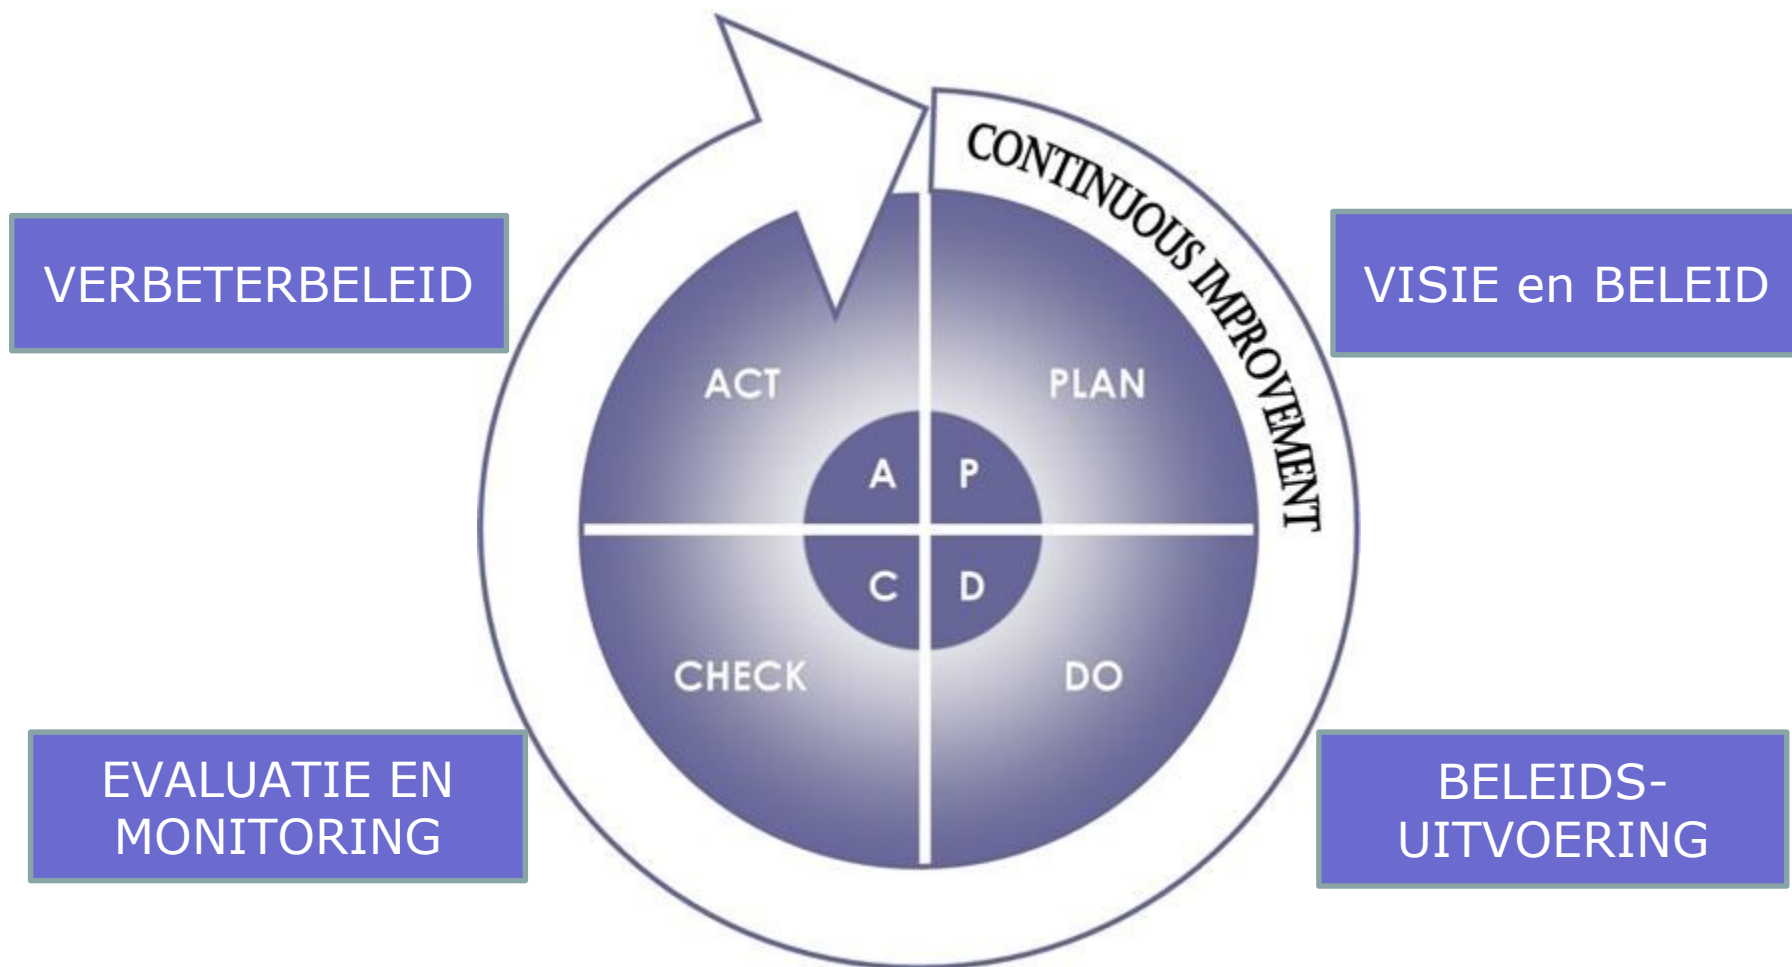 CONTINUOUS IMPROVEMENT
VERBETERBELEID
VISIE en BELEID
ACT
PLAN
A
P
C
D
CHECK
DO
EVALUATIE EN
MONITORING
BELEIDS-
UITVOERING